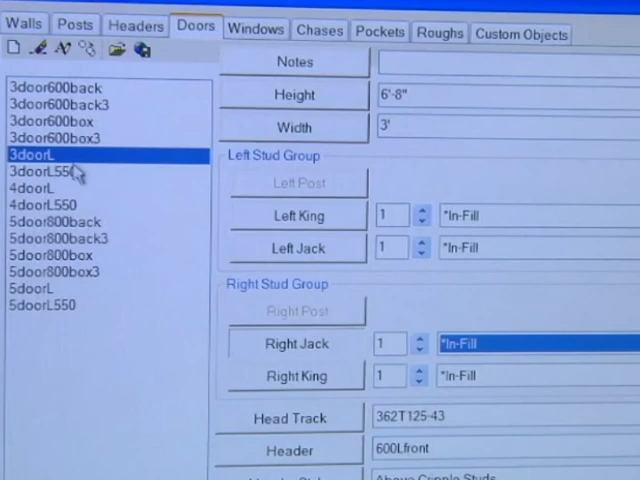 Walls Posts Headers Doors Windows Chases Pockets Roughs Custom Objects
3door600back
3door600back3
3door600box
3door600box3
3doorL
3doorL550
4doorL
4doorL550
5door800back
5door800back3
5door800box
5door800box3
5doorL
5doorL550
Notes
Height 6'-8"
Width 3'
Left Stud Group
Left Post
Left King 1 *In-Fill
Left Jack 1 *In-Fill
Right Stud Group
Right Post
Right Jack 1 *In-Fill
Right King 1 *In-Fill
Head Track 362T125-43
Header 600Lfront
Above Cripple Studs